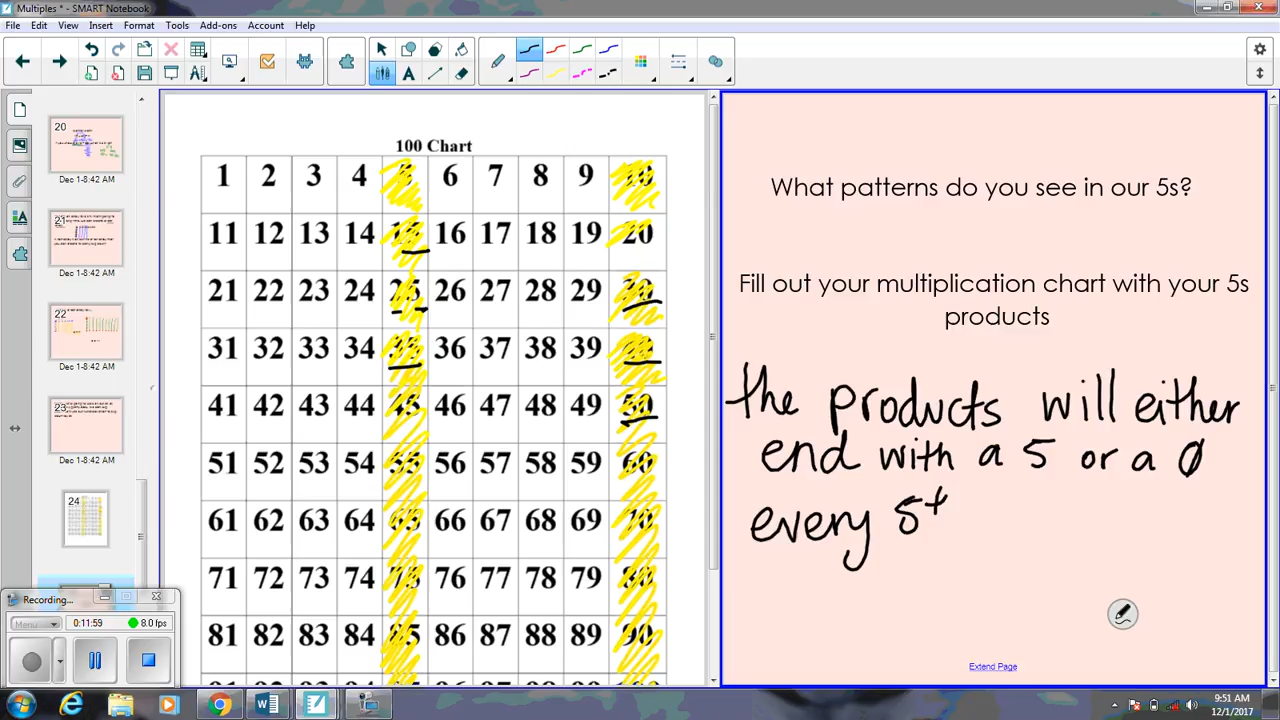 Multiples * - SMART Notebook
File Edit View Insert Format Tools Add-ons Account Help
20
Dec 1-8:42 AM
21
Dec 1-8:42 AM
22
Dec 1-8:42 AM
23
Dec 1-8:42 AM
24
100 Chart
1 2 3 4 5 6 7 8 9 10
11 12 13 14 15 16 17 18 19 20
21 22 23 24 25 26 27 28 29 30
31 32 33 34 35 36 37 38 39 40
41 42 43 44 45 46 47 48 49 50
51 52 53 54 55 56 57 58 59 60
61 62 63 64 65 66 67 68 69 70
71 72 73 74 75 76 77 78 79 80
81 82 83 84 85 86 87 88 89 90
What patterns do you see in our 5s?
Fill out your multiplication chart with your 5s
products
the products will either
end with a 5 or a 0
every 5t
Extend Page
Recording...
Menu 0:11:59 8.0 fps
9:51 AM
12/1/2017